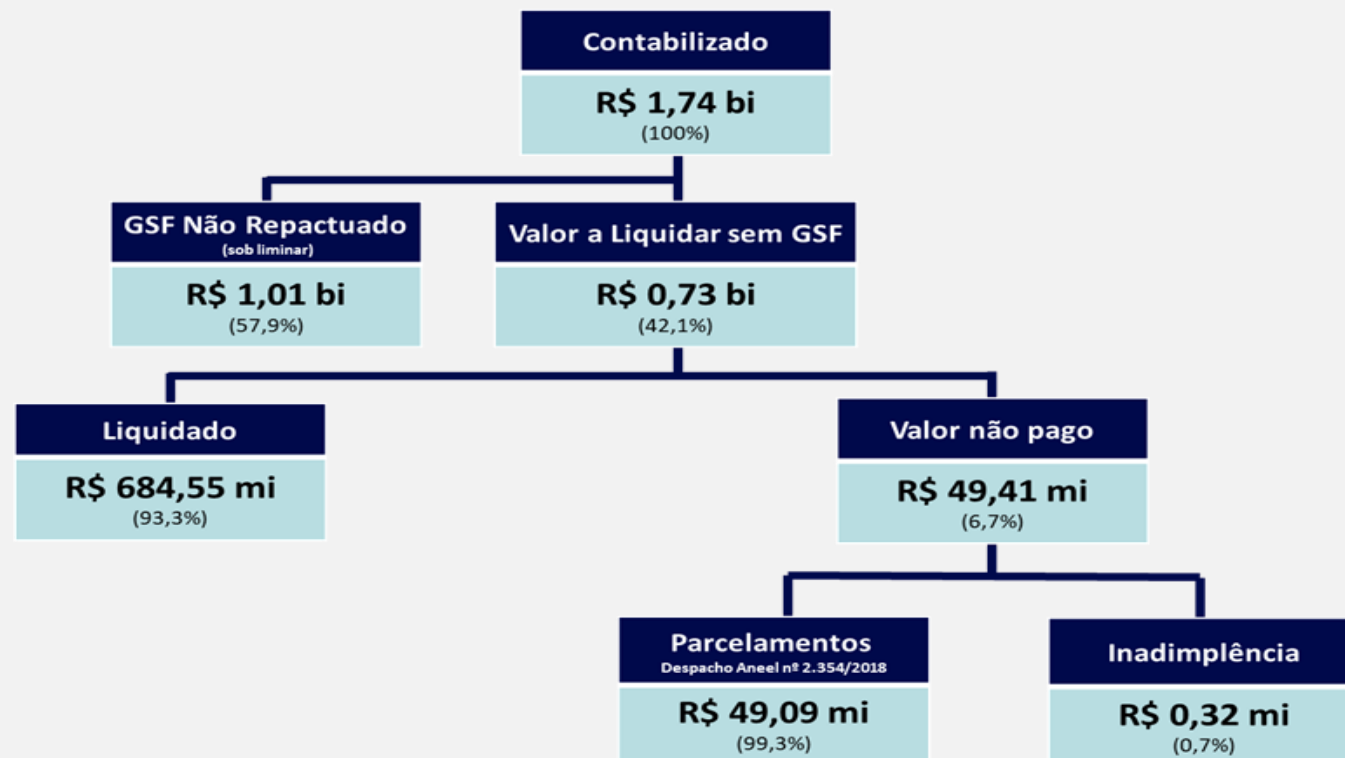 Contabilizado
R$ 1,74 bi
(100%)
GSF Não Repactuado
(sob liminar)
R$ 1,01 bi
(57,9%)
Valor a Liquidar sem GSF
R$ 0,73 bi
(42,1%)
Liquidado
R$ 684,55 mi
(93,3%)
Valor não pago
R$ 49,41 mi
(6,7%)
Parcelamentos
Despacho Aneel nº 2.354/2018
R$ 49,09 mi
(99,3%)
Inadimplência
R$ 0,32 mi
(0,7%)